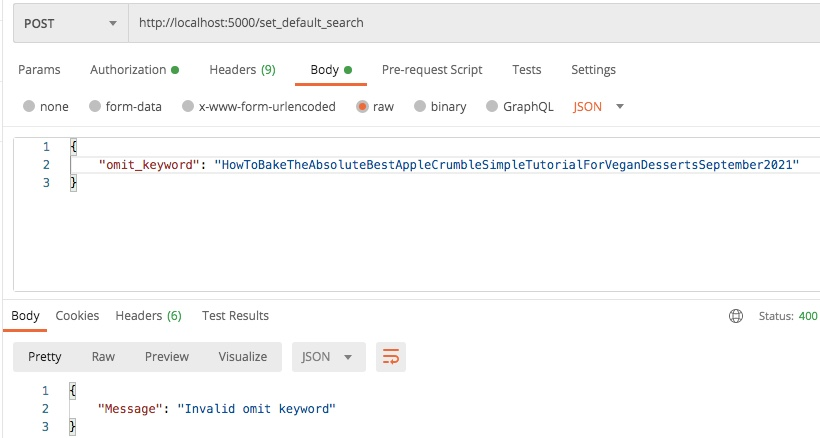 POST http://localhost:5000/set_default_search
Params Authorization Headers (9) Body Pre-request Script Tests Settings
none form-data x-www-form-urlencoded raw binary GraphQL JSON
1 {
2 "omit_keyword": "HowToBakeTheAbsoluteBestAppleCrumbleSimpleTutorialForVeganDessertsSeptember2021"
3 }
Body Cookies Headers (6) Test Results Status: 400
Pretty Raw Preview Visualize JSON
1 {
2 "Message": "Invalid omit keyword"
3 }